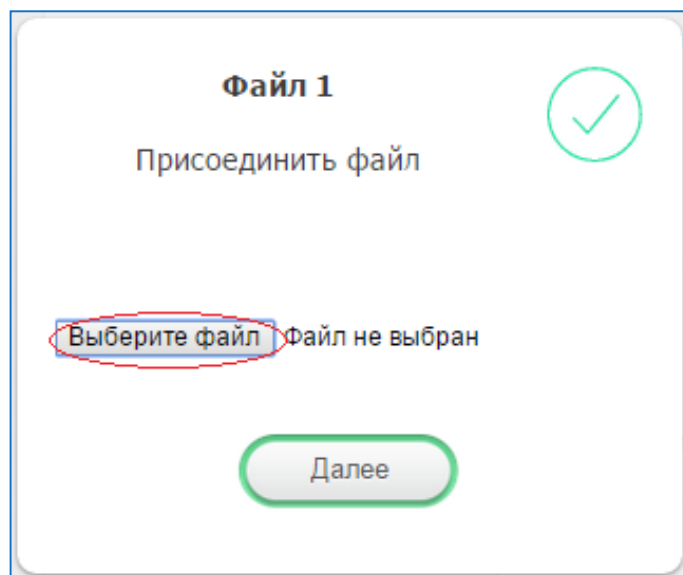 Файл 1
Присоединить файл
Выберите файл Файл не выбран
Далее